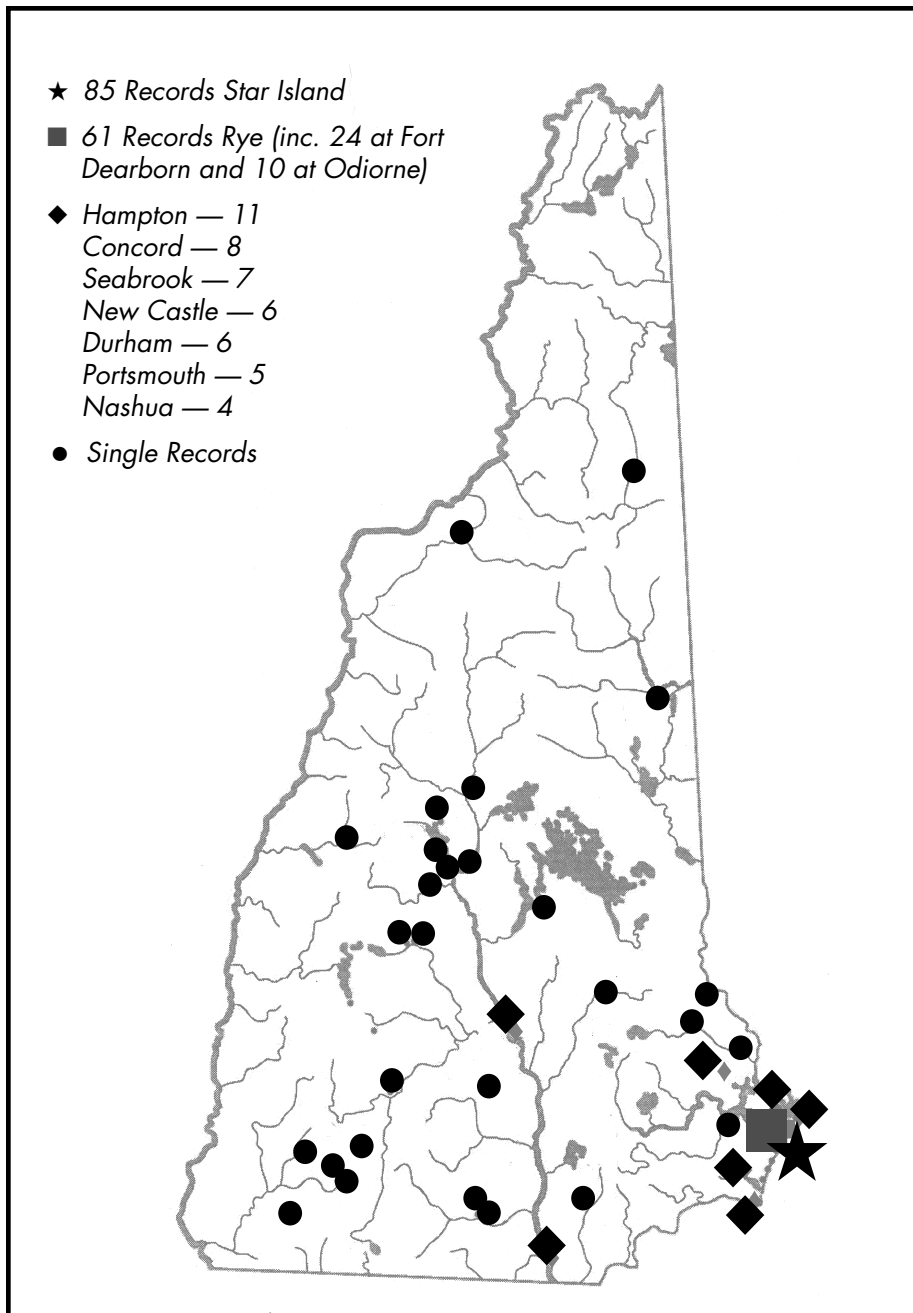 85 Records Star Island
61 Records Rye (inc. 24 at Fort
Dearborn and 10 at Odiorne)
Hampton — 11
Concord — 8
Seabrook — 7
New Castle — 6
Durham — 6
Portsmouth — 5
Nashua — 4
Single Records